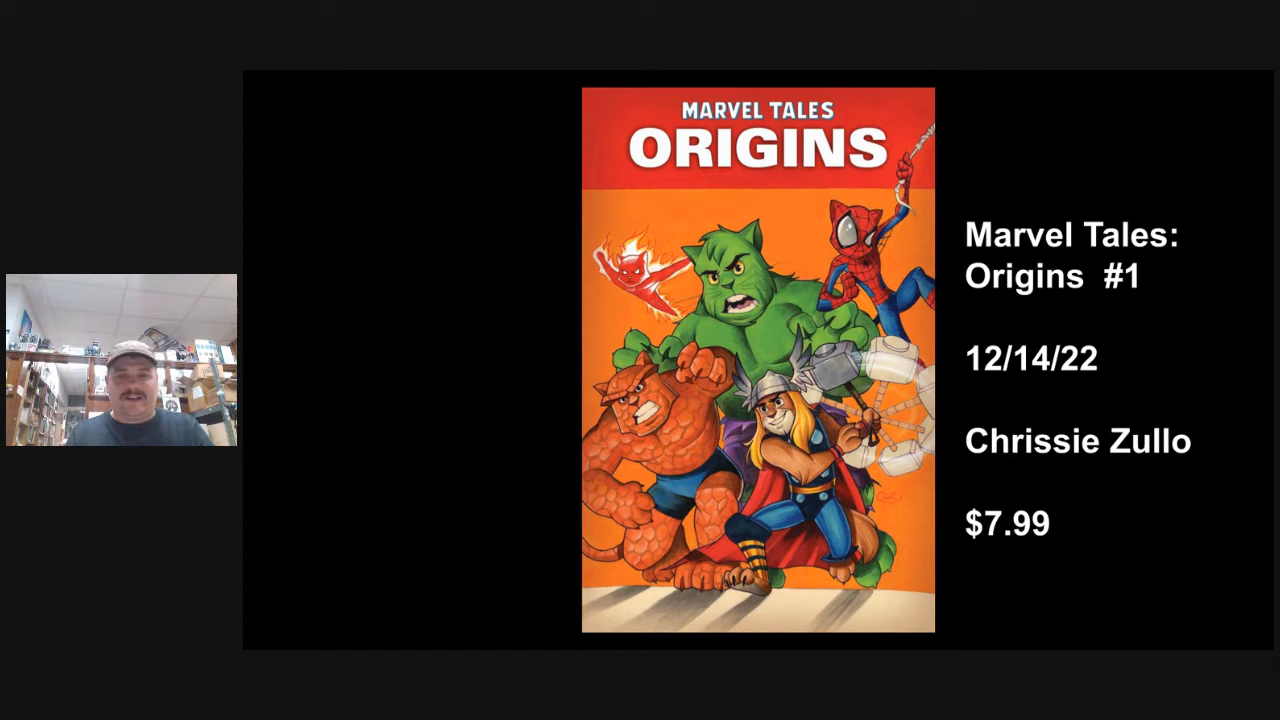 MARVEL TALES
ORIGINS
Marvel Tales:
Origins #1
12/14/22
Chrissie Zullo
$7.99